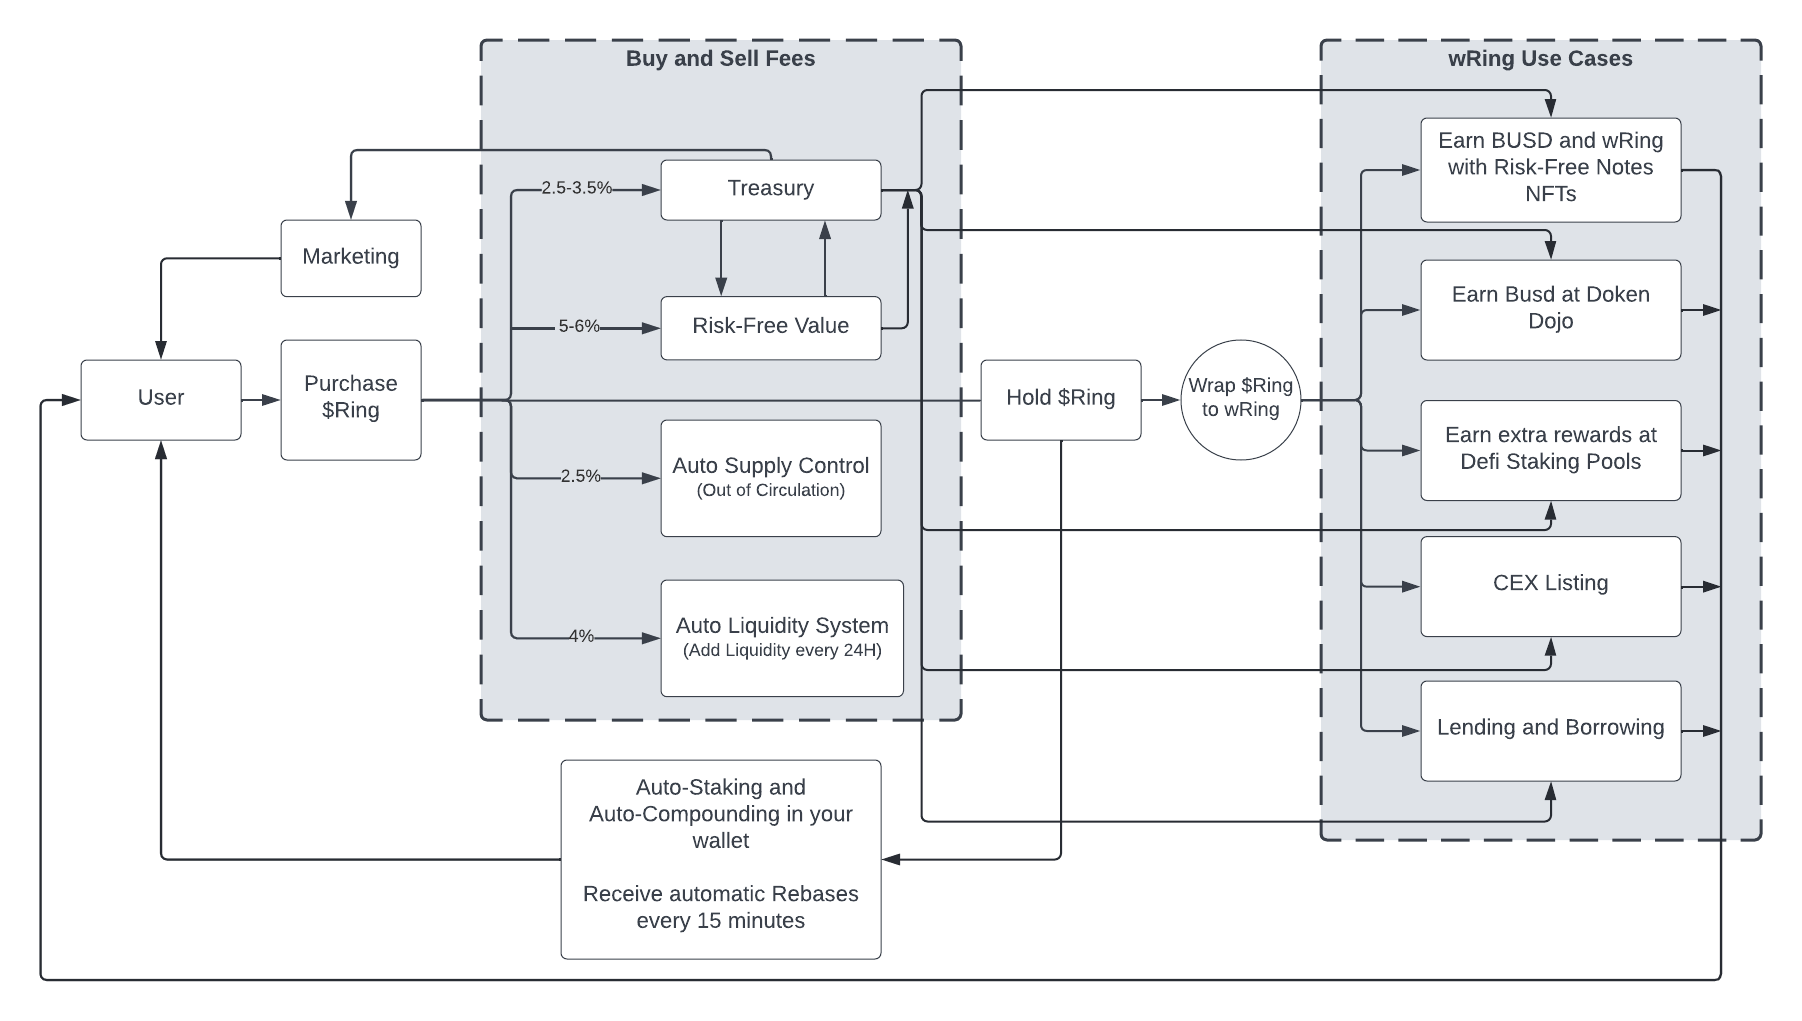 Buy and Sell Fees
wRing Use Cases
Earn BUSD and wRing
with Risk-Free Notes
NFTs
2.5-3.5%
Treasury
Marketing
Earn Busd at Doken
Dojo
5-6%
Risk-Free Value
User
Purchase
$Ring
Hold $Ring
Wrap $Ring
to wRing
Earn extra rewards at
Defi Staking Pools
2.5%
Auto Supply Control
(Out of Circulation)
CEX Listing
4%
Auto Liquidity System
(Add Liquidity every 24H)
Lending and Borrowing
Auto-Staking and
Auto-Compounding in your
wallet
Receive automatic Rebases
every 15 minutes